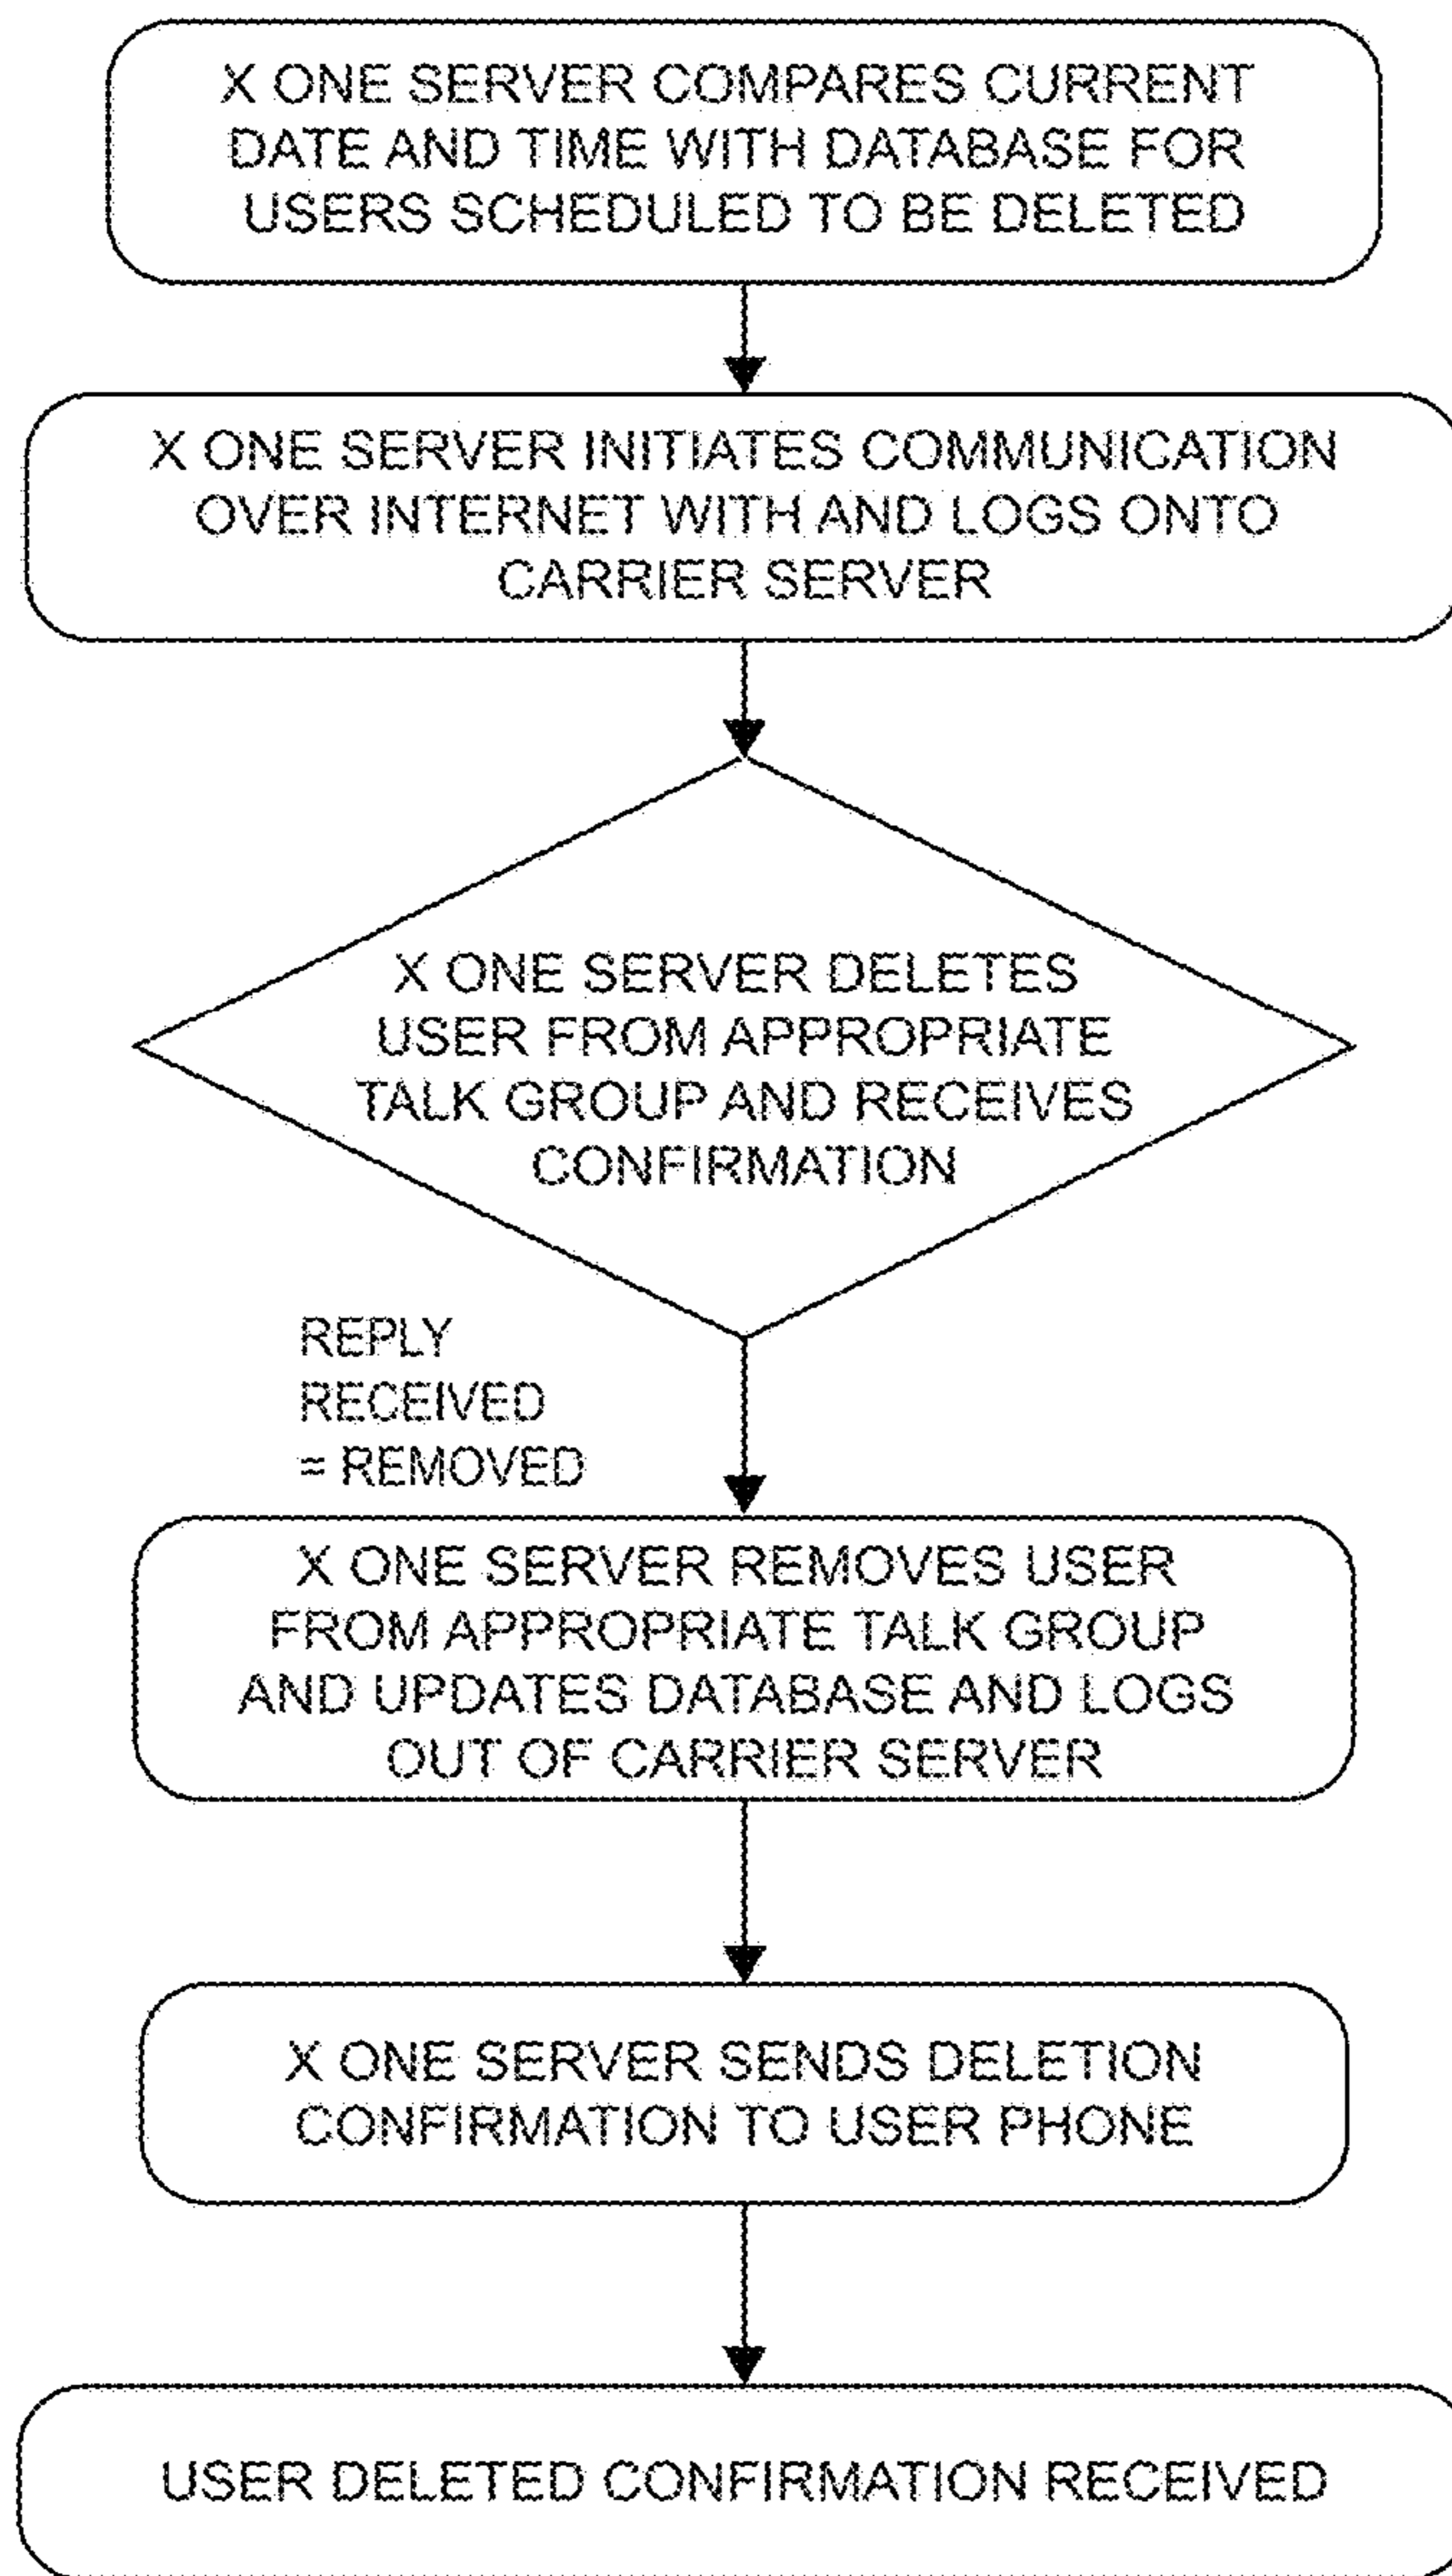 X ONE SERVER COMPARES CURRENT
DATE AND TIME WITH DATABASE FOR
USERS SCHEDULED TO BE DELETED
X ONE SERVER INITIATES COMMUNICATION
OVER INTERNET WITH AND LOGS ONTO
CARRIER SERVER
X ONE SERVER DELETES
USER FROM APPROPRIATE
TALK GROUP AND RECEIVES
CONFIRMATION
REPLY
RECEIVED
= REMOVED
X ONE SERVER REMOVES USER
FROM APPROPRIATE TALK GROUP
AND UPDATES DATABASE AND LOGS
OUT OF CARRIER SERVER
X ONE SERVER SENDS DELETION
CONFIRMATION TO USER PHONE
USER DELETED CONFIRMATION RECEIVED